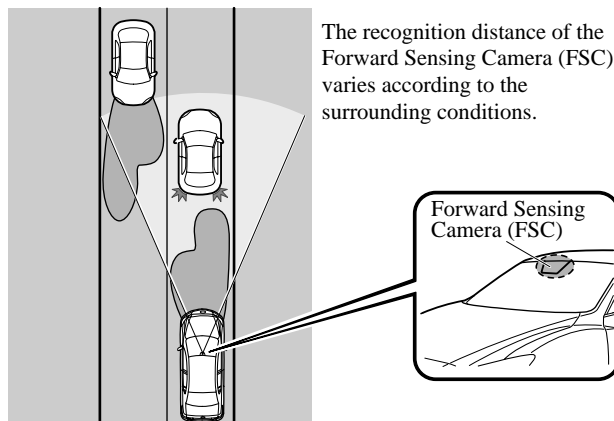 The recognition distance of the
Forward Sensing Camera (FSC)
varies according to the
surrounding conditions.
Forward Sensing
Camera (FSC)